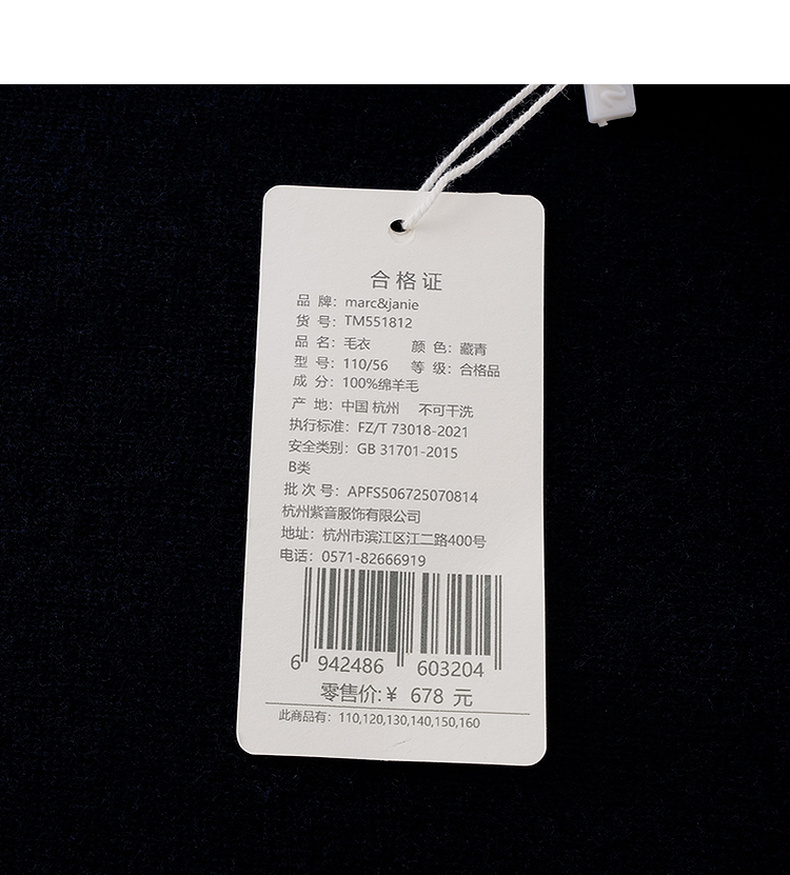 合格证
品 牌：marc&janie
货 号：TM551812
品 名：毛衣 颜 色：藏青
型 号：110/56 等 级：合格品
成 分：100%绵羊毛
产 地：中国 杭州 不可干洗
执行标准：FZ/T 73018-2021
安全类别：GB 31701-2015
B类
批 次 号：APFS506725070814
杭州紫音服饰有限公司
地址：杭州市滨江区江二路400号
电话：0571-82666919
6 942486 603204
零售价:¥ 678 元
此商品有：110,120,130,140,150,160